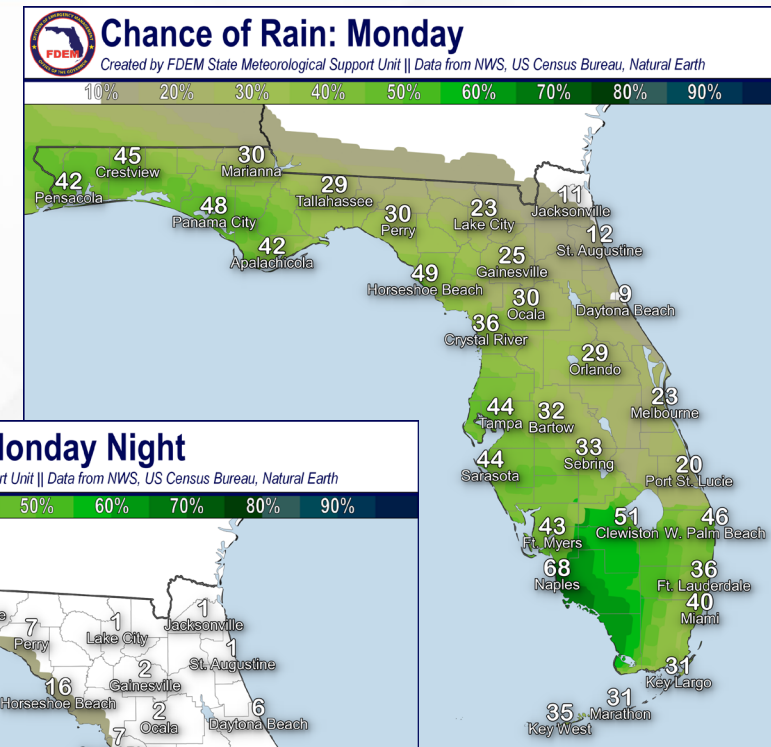 FDEM
Chance of Rain: Monday
Created by FDEM State Meteorological Support Unit || Data from NWS, US Census Bureau, Natural Earth
10% 20% 30% 40% 50% 60% 70% 80% 90%
45
Crestview
30
Marianna
42
Pensacola
29
Tallahassee
11
Jacksonville
48
Panama City
30
Perry
23
Lake City
12
St. Augustine
42
Apalachicola
25
Gainesville
49
Horseshoe Beach
30
Ocala
9
Daytona Beach
36
Crystal River
29
Orlando
23
Melbourne
44
Tampa
32
Bartow
33
Sebring
44
Sarasota
20
Port St. Lucie
51
Clewiston
46
W. Palm Beach
43
Ft. Myers
68
Naples
36
Ft. Lauderdale
40
Miami
31
Key Largo
31
Marathon
35
Key West
onday Night
rt Unit || Data from NWS, US Census Bureau, Natural Earth
50% 60% 70% 80% 90%
e
7
Perry
1
Lake City
1
Jacksonville
1
St. Augustine
2
Gainesville
16
Horseshoe Beach
2
Ocala
6
Daytona Beach
7